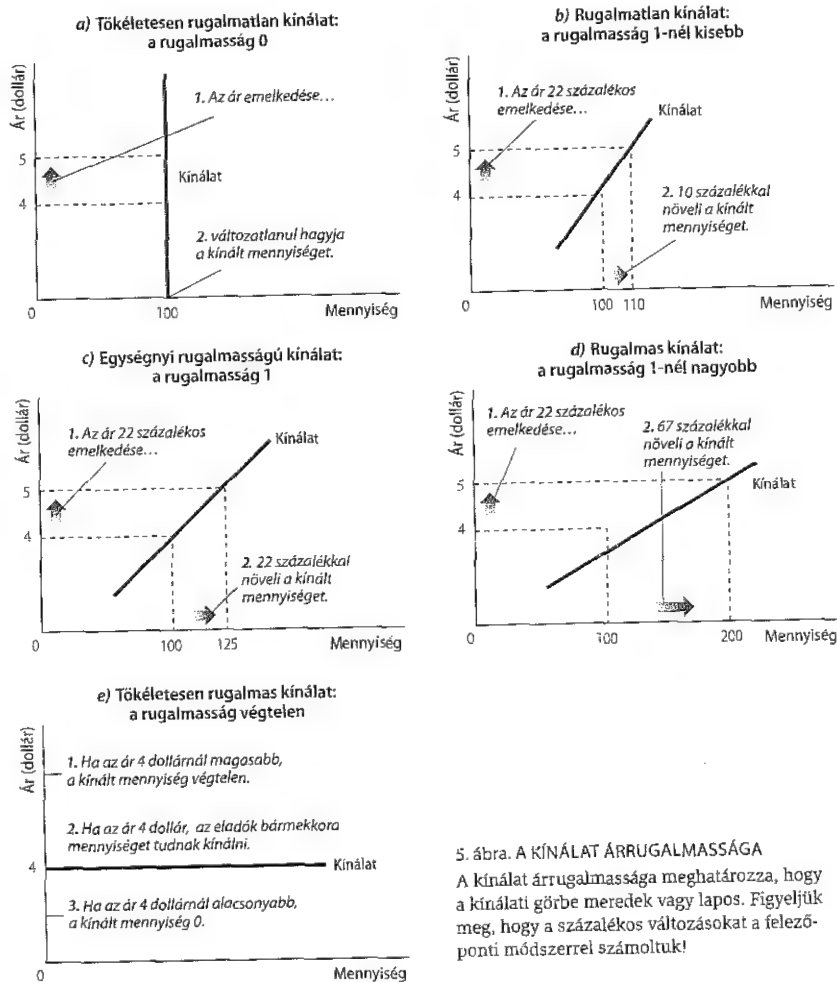 a) Tökéletesen rugalmatlan kínálat:
a rugalmasság 0
Ár (dollár)
1. Az ár emelkedése...
5
4
Kínálat
2. változatlanul hagyja
a kínált mennyiséget.
0
100
Mennyiség
b) Rugalmatlan kínálat:
a rugalmasság 1-nél kisebb
Ár (dollár)
1. Az ár 22 százalékos
emelkedése...
Kínálat
5
4
2. 10 százalékkal
növeli a kínált
mennyiséget.
0
100 110
Mennyiség
c) Egységnyi rugalmasságú kínálat:
a rugalmasság 1
Ár (dollár)
1. Az ár 22 százalékos
emelkedése...
Kínálat
5
4
2. 22 százalékkal
növeli a kínált
mennyiséget.
0
100
125
Mennyiség
d) Rugalmas kínálat:
a rugalmasság 1-nél nagyobb
Ár (dollár)
1. Az ár 22 százalékos
emelkedése...
2. 67 százalékkal
növeli a kínált
mennyiséget.
5
4
Kínálat
0
100
200
Mennyiség
e) Tökéletesen rugalmas kínálat:
a rugalmasság végtelen
Ár (dollár)
1. Ha az ár 4 dollárnál magasabb,
a kínált mennyiség végtelen.
2. Ha az ár 4 dollár, az eladók bármekkora
mennyiséget tudnak kínálni.
4
Kínálat
3. Ha az ár 4 dollárnál alacsonyabb,
a kínált mennyiség 0.
0
Mennyiség
5. ábra. A KÍNÁLAT ÁRRUGALMASSÁGA
A kínálat árrugalmassága meghatározza, hogy
a kínálati görbe meredek vagy lapos. Figyeljük
meg, hogy a százalékos változásokat a felező-
ponti módszerrel számoltuk!